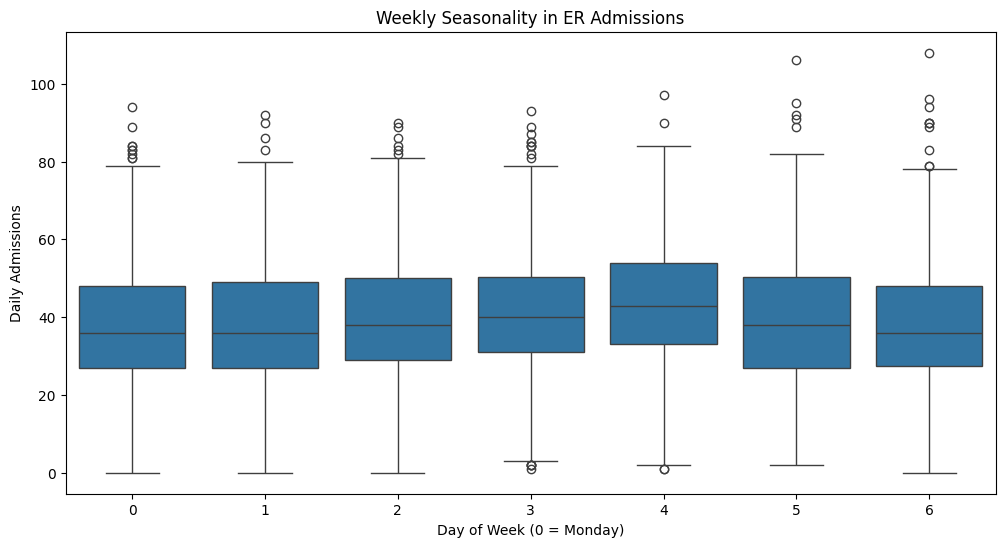 Weekly Seasonality in ER Admissions
Daily Admissions
100
80
60
40
20
0
0 1 2 3 4 5 6
Day of Week (0 = Monday)